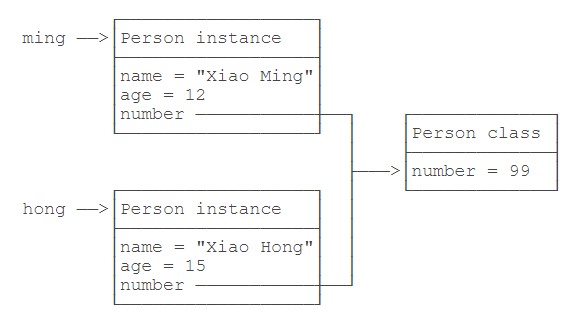 ming ──>Person instance
name = "Xiao Ming"
age = 12
number
Person class
number = 99
hong ──>Person instance
name = "Xiao Hong"
age = 15
number